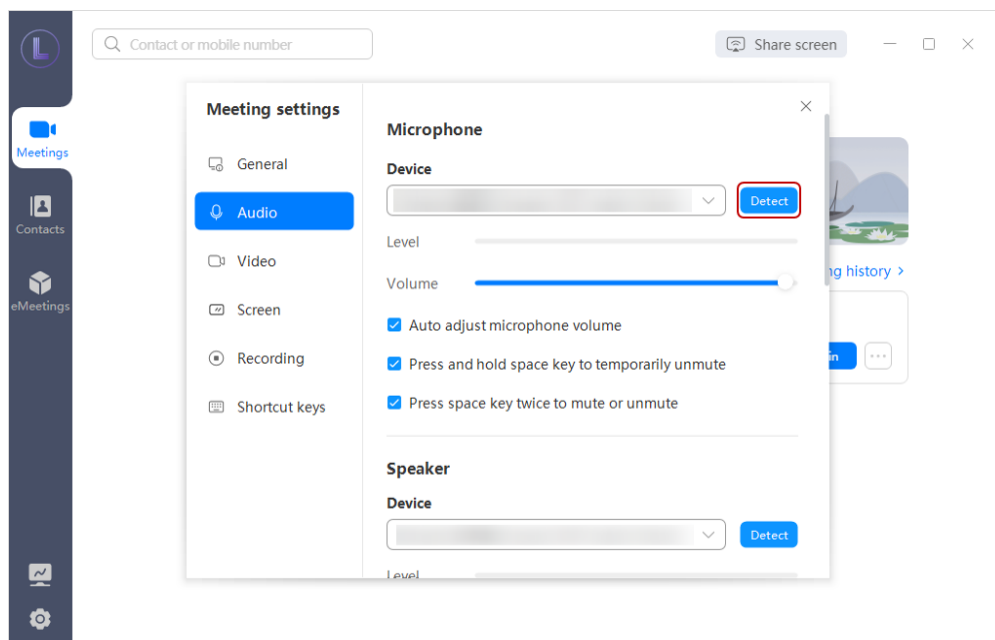 L
Contact or mobile number
Share screen
Meetings
Contacts
eMeetings
Meeting settings
General
Audio
Video
Screen
Recording
Shortcut keys
Microphone
Device
Detect
Level
Volume
Auto adjust microphone volume
Press and hold space key to temporarily unmute
Press space key twice to mute or unmute
Speaker
Device
Detect
Level
history >